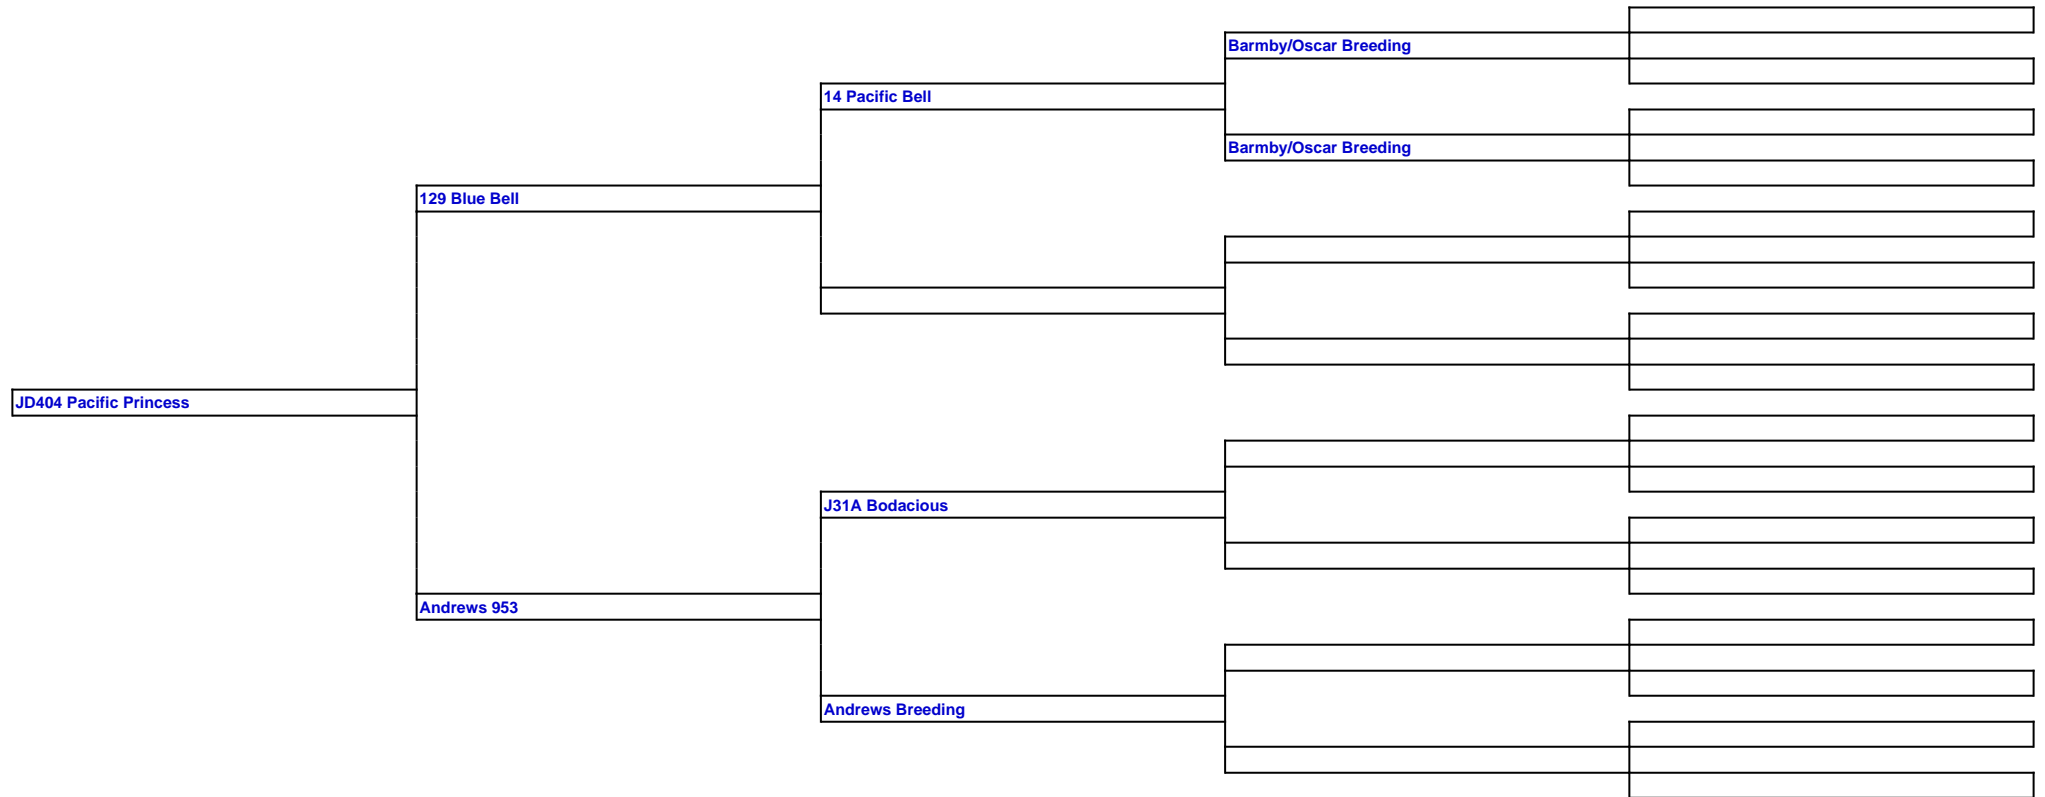 Barmby/Oscar Breeding
14 Pacific Bell
Barmby/Oscar Breeding
129 Blue Bell
JD404 Pacific Princess
J31A Bodacious
Andrews 953
Andrews Breeding